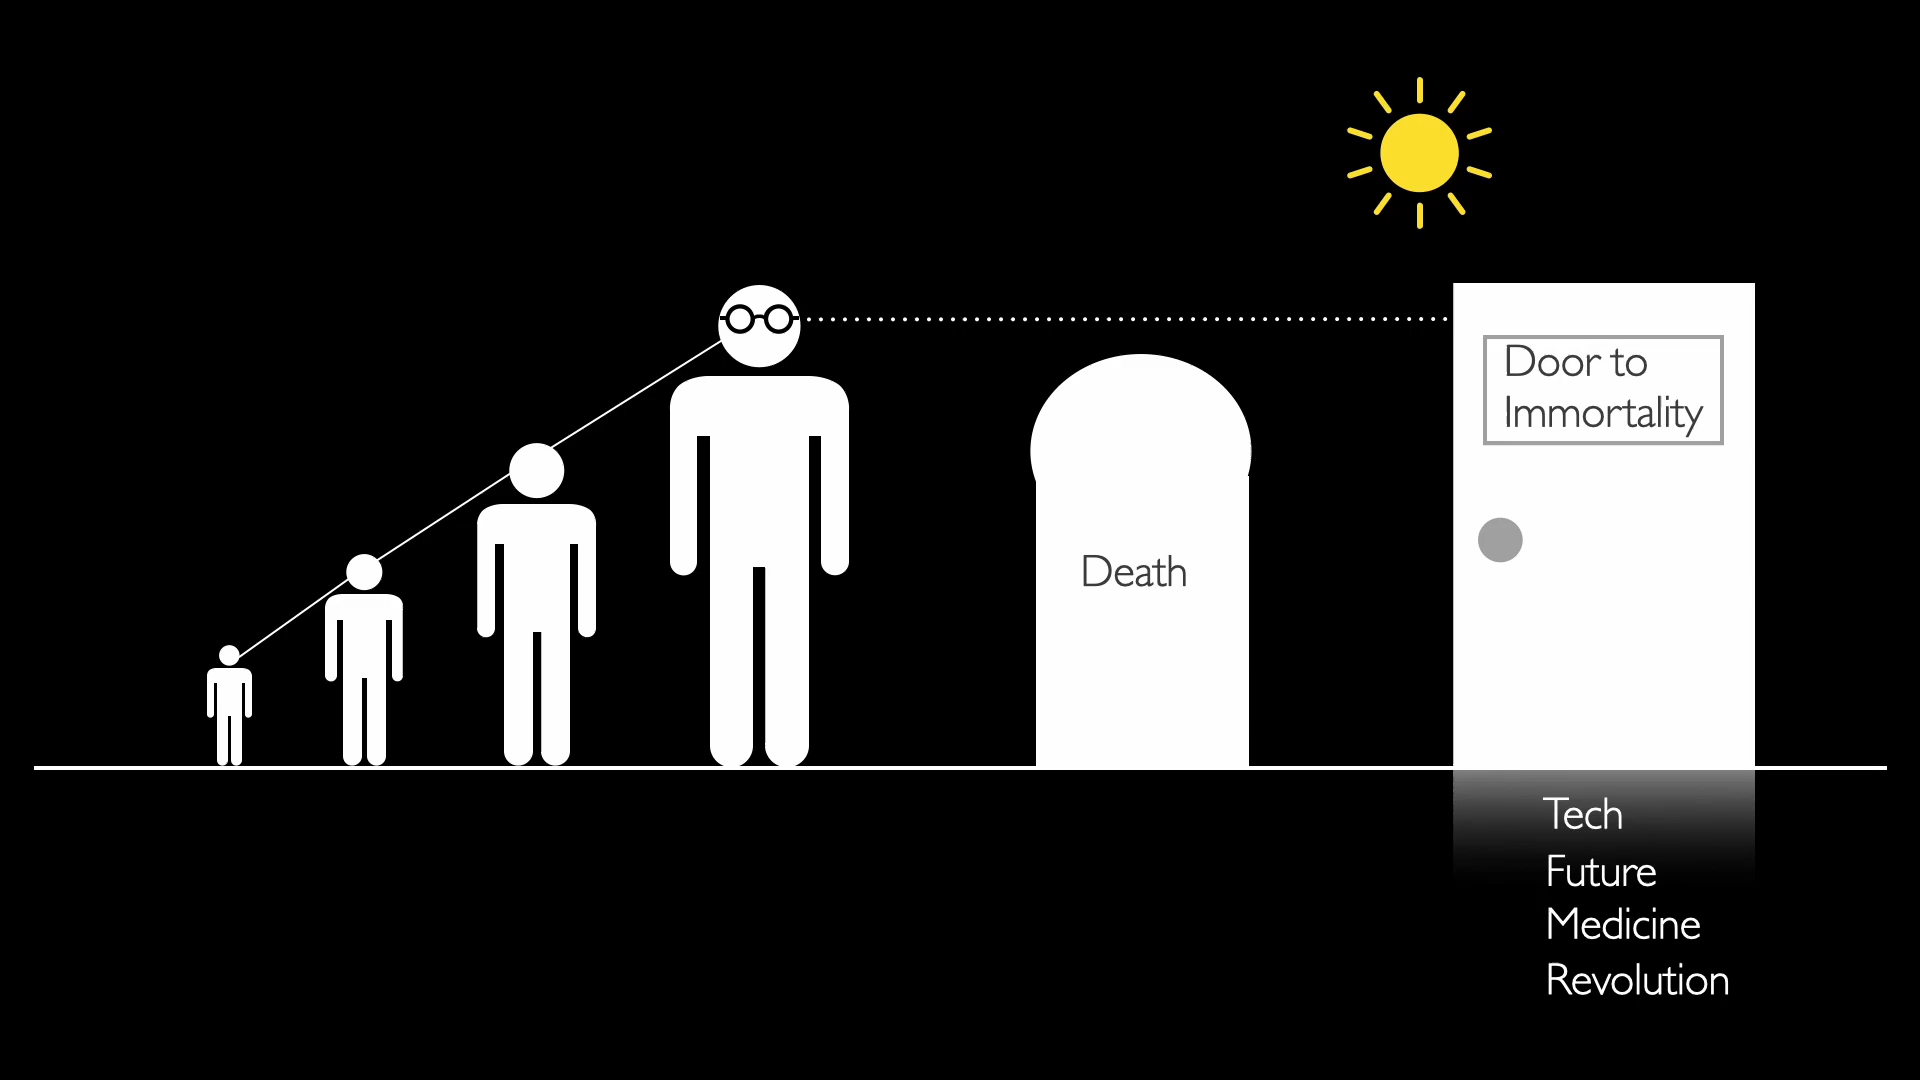 Door to
Immortality
Death
Tech
Future
Medicine
Revolution